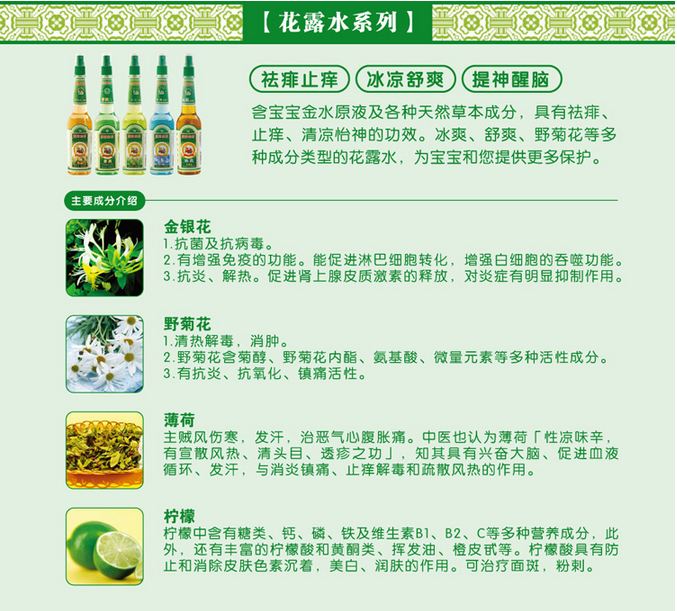 【花露水系列】
祛痱止痒 冰凉舒爽 提神醒脑
含宝宝金水原液及各种天然草本成分，具有祛痱、
止痒、清凉怡神的功效。冰爽、舒爽、野菊花等多
种成分类型的花露水，为宝宝和您提供更多保护。
主要成分介绍
金银花
1.抗菌及抗病毒。
2.有增强免疫的功能。能促进淋巴细胞转化，增强白细胞的吞噬功能。
3.抗炎、解热。促进肾上腺皮质激素的释放，对炎症有明显抑制作用。
野菊花
1.清热解毒，消肿。
2.野菊花含菊醇、野菊花内酯、氨基酸、微量元素等多种活性成分。
3.有抗炎、抗氧化、镇痛活性。
薄荷
主贼风伤寒，发汗，治恶气心腹胀痛。中医也认为薄荷「性凉味辛，
有宣散风热、清头目、透疹之功」，知其具有兴奋大脑、促进血液
循环、发汗，与消炎镇痛、止痒解毒和疏散风热的作用。
柠檬
柠檬中含有糖类、钙、磷、铁及维生素B1、B2、C等多种营养成分，此
外，还有丰富的柠檬酸和黄酮类、挥发油、橙皮甙等。柠檬酸具有防
止和消除皮肤色素沉着，美白、润肤的作用。可治疗面斑，粉刺。